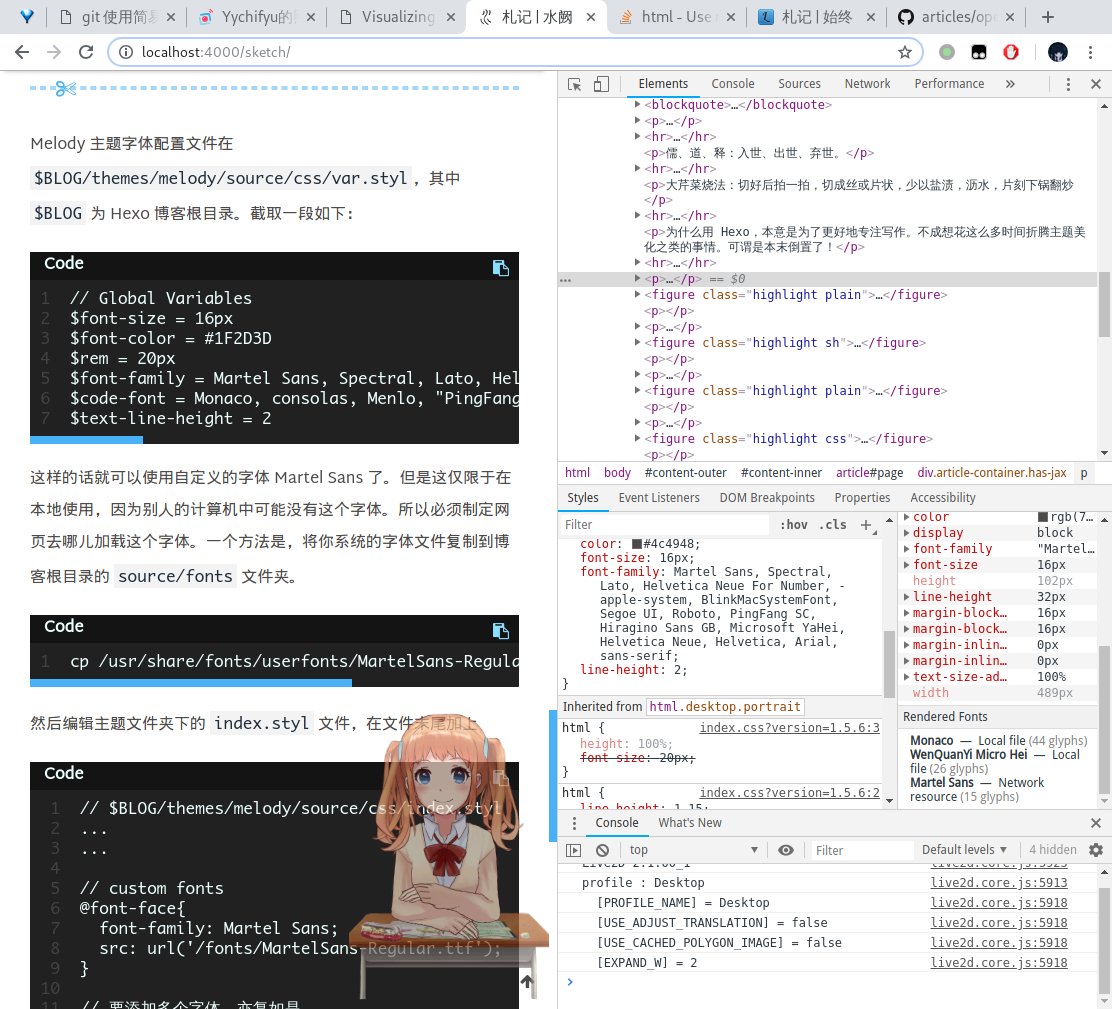 git 使用简易
Yychifyu的
Visualizing
札记 | 水阙
html - Use
札记 | 始终
articles/ope
localhost:4000/sketch/
Melody 主题字体配置文件在
$BLOG/themes/melody/source/css/var.styl，其中
$BLOG 为 Hexo 博客根目录。截取一段如下：
Code
1 // Global Variables
2 $font-size = 16px
3 $font-color = #1F2D3D
4 $rem = 20px
5 $font-family = Martel Sans, Spectral, Lato, Hel
6 $code-font = Monaco, consolas, Menlo, "PingFang
7 $text-line-height = 2
这样的话就可以使用自定义的字体 Martel Sans 了。但是这仅限于在
本地使用，因为别人的计算机中可能没有这个字体。所以必须制定网
页去哪儿加载这个字体。一个方法是，将你系统的字体文件复制到博
客根目录的 source/fonts 文件夹。
Code
1 cp /usr/share/fonts/userfonts/MartelSans-Regula
然后编辑主题文件夹下的 index.styl 文件，在文件末尾加上
Code
1 // $BLOG/themes/melody/source/css/index.styl
2 ...
3 ...
4
5 // custom fonts
6 @font-face{
7 font-family: Martel Sans;
8 src: url('/fonts/MartelSans-Regular.ttf');
9 }
10
11 // 要添加多个字体，亦复如是
Elements Console Sources Network Performance »
<blockquote>…</blockquote>
<p>…</p>
<hr>…</hr>
<p>儒、道、释：入世、出世、弃世。</p>
<hr>…</hr>
<p>大芹菜烧法：切好后拍一拍，切成丝或片状，少以盐渍，沥水，片刻下锅翻炒
</p>
<hr>…</hr>
<p>为什么用 Hexo，本意是为了更好地专注写作。不成想花这么多时间折腾主题美
化之类的事情。可谓是本末倒置了！</p>
<hr>…</hr>
<p>…</p> == $0
<figure class="highlight plain">…</figure>
<p></p>
<p>…</p>
<figure class="highlight sh">…</figure>
<p></p>
<p>…</p>
<figure class="highlight plain">…</figure>
<p></p>
<p>…</p>
<figure class="highlight css">…</figure>
<p></p>
html body #content-outer #content-inner article#page div.article-container.has-jax p
Styles Event Listeners DOM Breakpoints Properties Accessibility
Filter :hov .cls +
color: #4c4948;
font-size: 16px;
font-family: Martel Sans, Spectral,
Lato, Helvetica Neue For Number, -
apple-system, BlinkMacSystemFont,
Segoe UI, Roboto, PingFang SC,
Hiragino Sans GB, Microsoft YaHei,
Helvetica Neue, Helvetica, Arial,
sans-serif;
line-height: 2;
}
Inherited from html.desktop.portrait
html { index.css?version=1.5.6:3
height: 100%;
font-size: 20px;
}
html { index.css?version=1.5.6:2
line-height: 1.15;
color rgb(7…
display block
font-family "Martel…
font-size 16px
height 102px
line-height 32px
margin-block… 16px
margin-block… 16px
margin-inlin… 0px
margin-inlin… 0px
text-size-ad… 100%
width 489px
Rendered Fonts
Monaco — Local file (44 glyphs)
WenQuanYi Micro Hei — Local
file (26 glyphs)
Martel Sans — Network
resource (15 glyphs)
Console What's New
top Filter Default levels 4 hidden
Live2D 2.1.00_1 live2d.core.js:5925
profile : Desktop live2d.core.js:5913
[PROFILE_NAME] = Desktop live2d.core.js:5918
[USE_ADJUST_TRANSLATION] = false live2d.core.js:5918
[USE_CACHED_POLYGON_IMAGE] = false live2d.core.js:5918
[EXPAND_W] = 2 live2d.core.js:5918